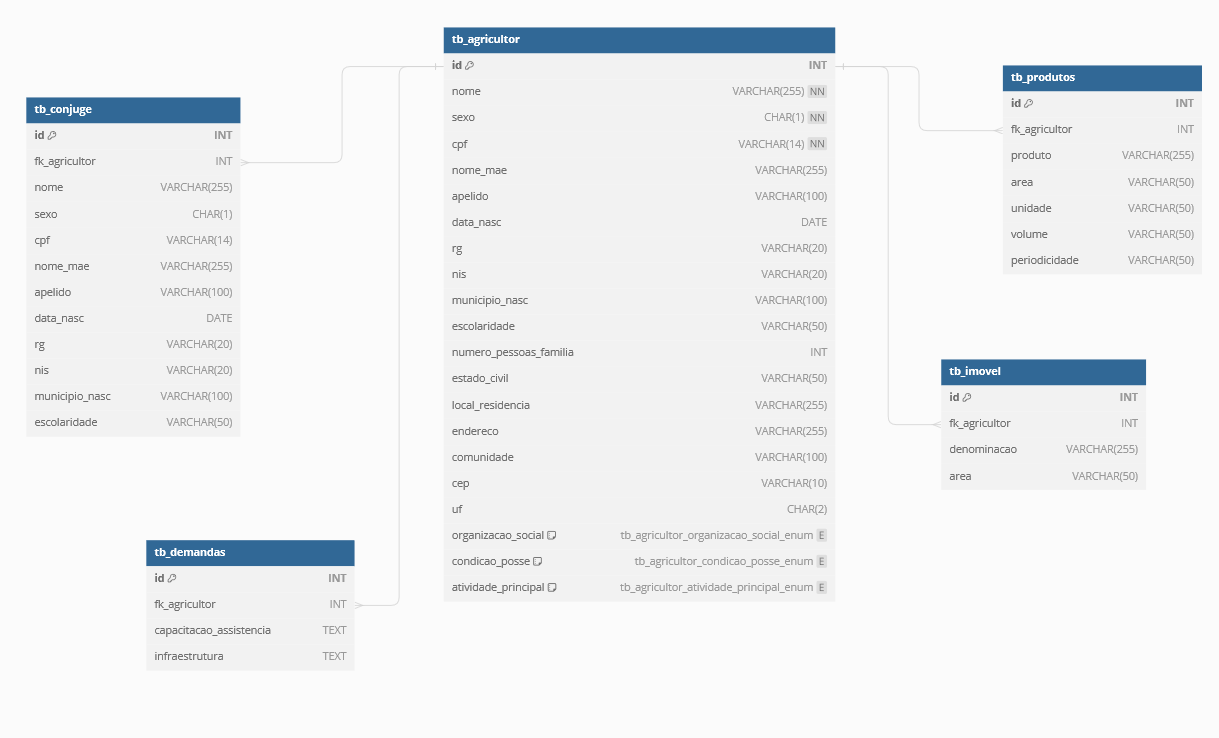 tb_agricultor
id INT
nome VARCHAR(255) NN
sexo CHAR(1) NN
cpf VARCHAR(14) NN
nome_mae VARCHAR(255)
apelido VARCHAR(100)
data_nasc DATE
rg VARCHAR(20)
nis VARCHAR(20)
municipio_nasc VARCHAR(100)
escolaridade VARCHAR(50)
numero_pessoas_familia INT
estado_civil VARCHAR(50)
local_residencia VARCHAR(255)
endereco VARCHAR(255)
comunidade VARCHAR(100)
cep VARCHAR(10)
uf CHAR(2)
organizacao_social tb_agricultor_organizacao_social_enum E
condicao_posse tb_agricultor_condicao_posse_enum E
atividade_principal tb_agricultor_atividade_principal_enum E
tb_conjuge
id INT
fk_agricultor INT
nome VARCHAR(255)
sexo CHAR(1)
cpf VARCHAR(14)
nome_mae VARCHAR(255)
apelido VARCHAR(100)
data_nasc DATE
rg VARCHAR(20)
nis VARCHAR(20)
municipio_nasc VARCHAR(100)
escolaridade VARCHAR(50)
tb_produtos
id INT
fk_agricultor INT
produto VARCHAR(255)
area VARCHAR(50)
unidade VARCHAR(50)
volume VARCHAR(50)
periodicidade VARCHAR(50)
tb_imovel
id INT
fk_agricultor INT
denominacao VARCHAR(255)
area VARCHAR(50)
tb_demandas
id INT
fk_agricultor INT
capacitacao_assistencia TEXT
infraestrutura TEXT